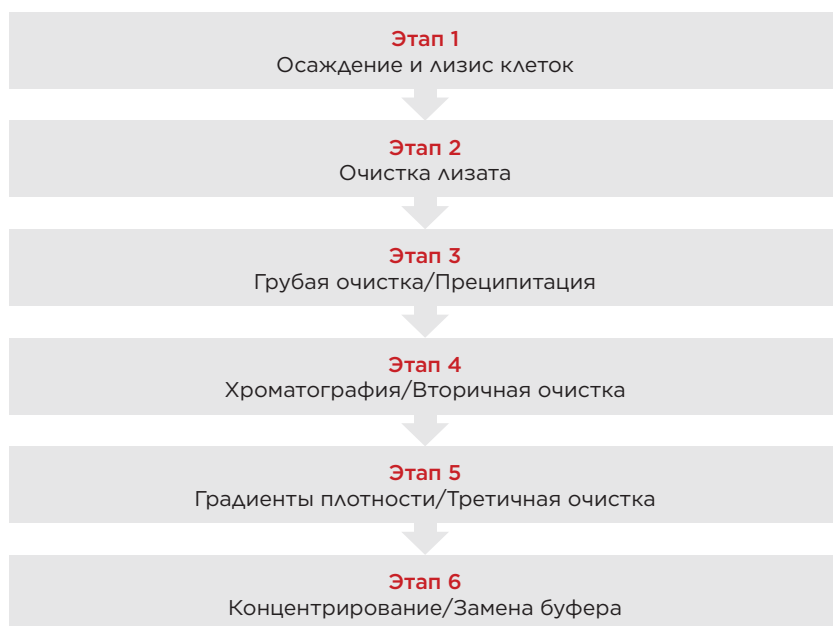 Этап 1
Осаждение и лизис клеток
Этап 2
Очистка лизата
Этап 3
Грубая очистка/Преципитация
Этап 4
Хроматография/Вторичная очистка
Этап 5
Градиенты плотности/Третичная очистка
Этап 6
Концентрирование/Замена буфера